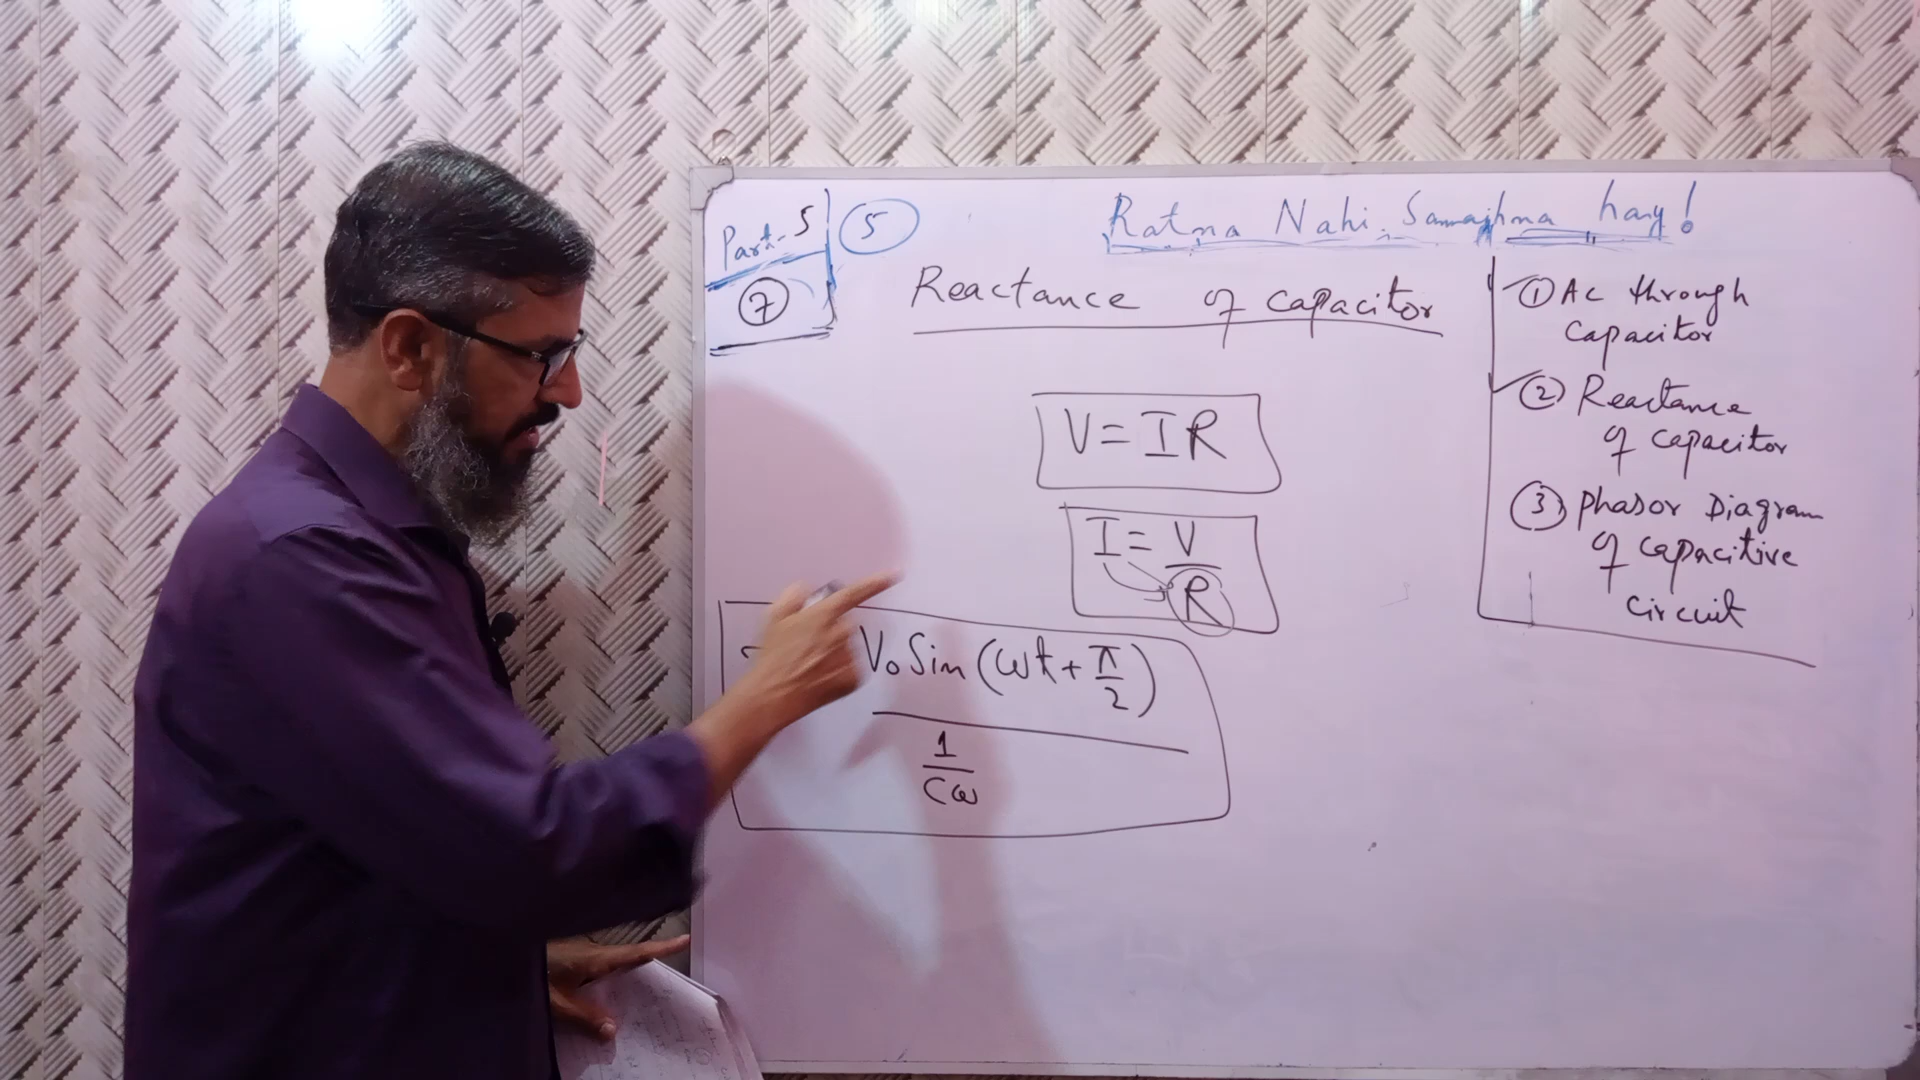 Part-5
5
Ratna Nahi. Samajhna hay!
7
Reactance of capacitor
① Ac through
capacitor
② Reactance
of capacitor
③ Phasor Diagram
of capacitive
circuit
V = IR
I = V
R
V₀ Sin (ωt + π/2)
1
Cω